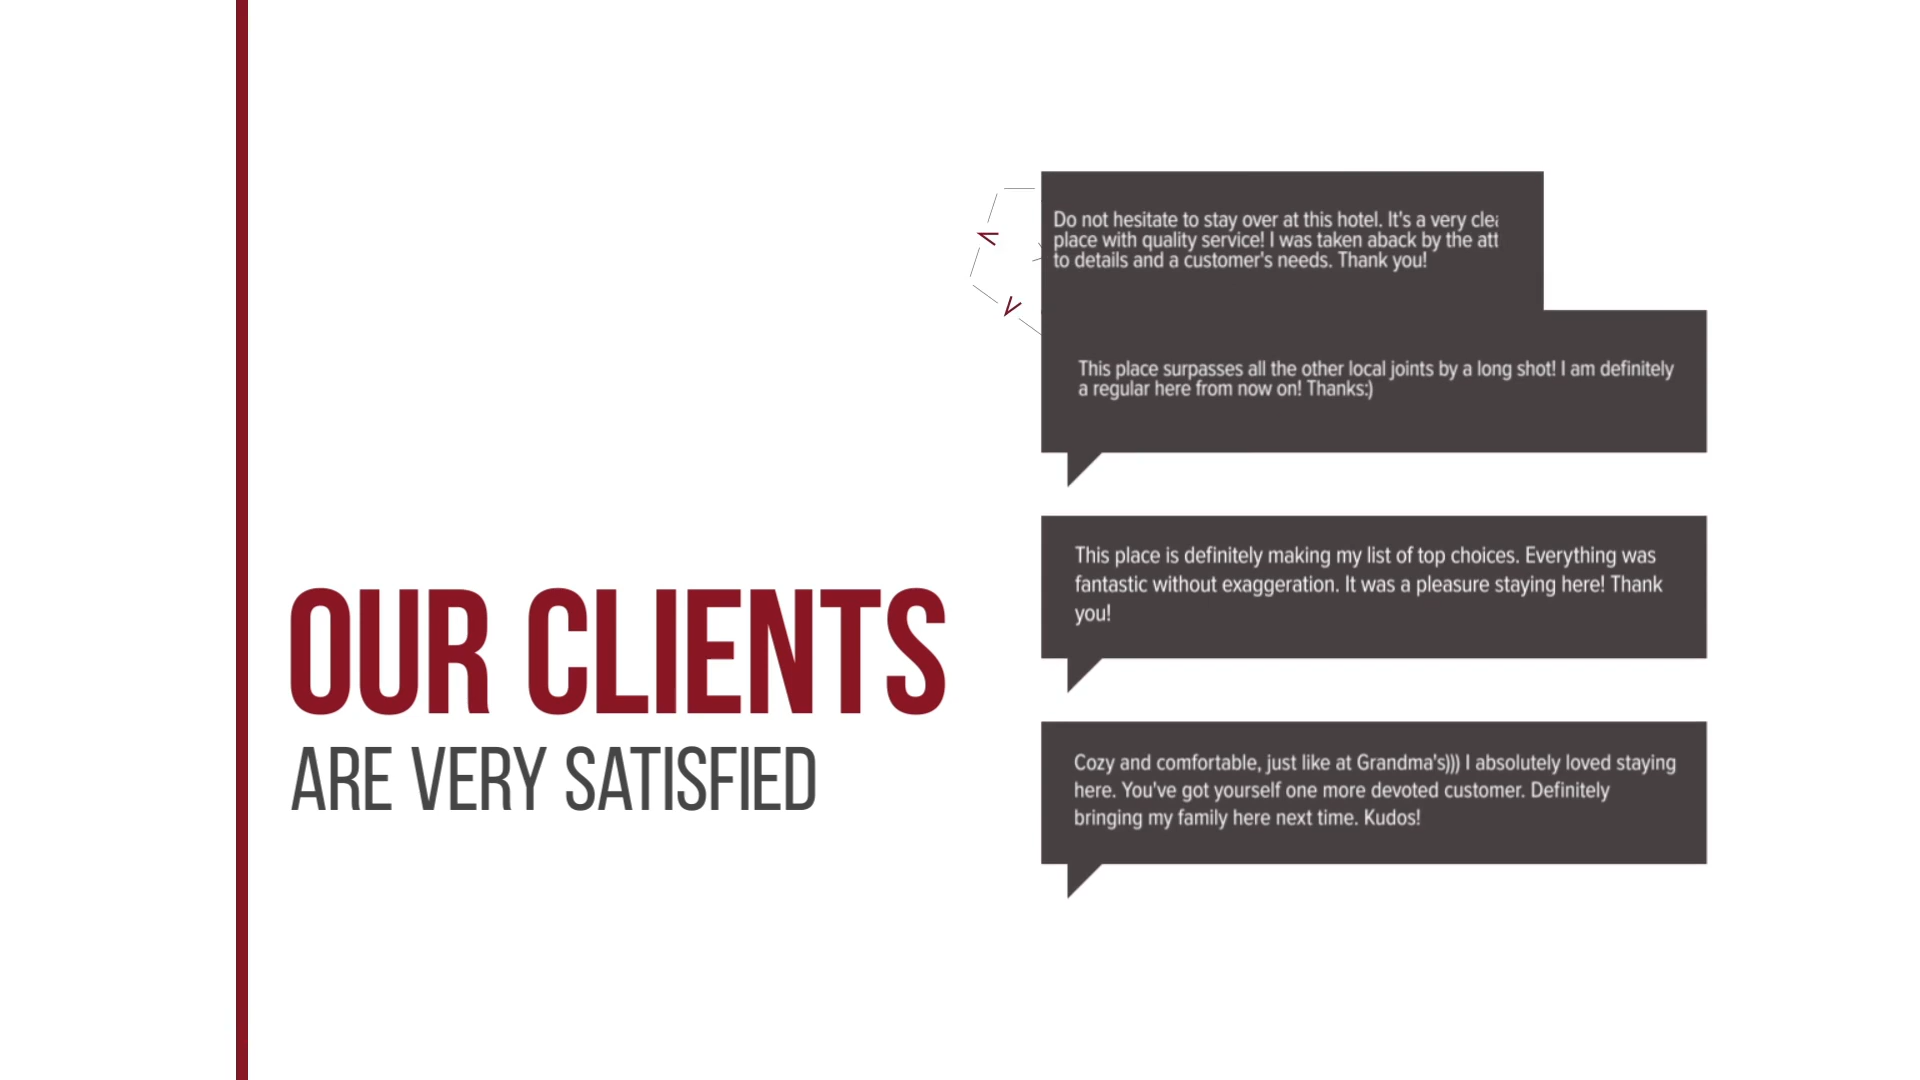 OUR CLIENTS
ARE VERY SATISFIED
Do not hesitate to stay over at this hotel. It's a very
place with quality service! I was taken aback by the
to details and a customer's needs. Thank you!
This place surpasses all the other local joints by a long shot! I am definitely
a regular here from now on! Thanks:)
This place is definitely making my list of top choices. Everything was
fantastic without exaggeration. It was a pleasure staying here! Thank
you!
Cozy and comfortable, just like at Grandma's))) I absolutely loved staying
here. You've got yourself one more devoted customer. Definitely
bringing my family here next time. Kudos!